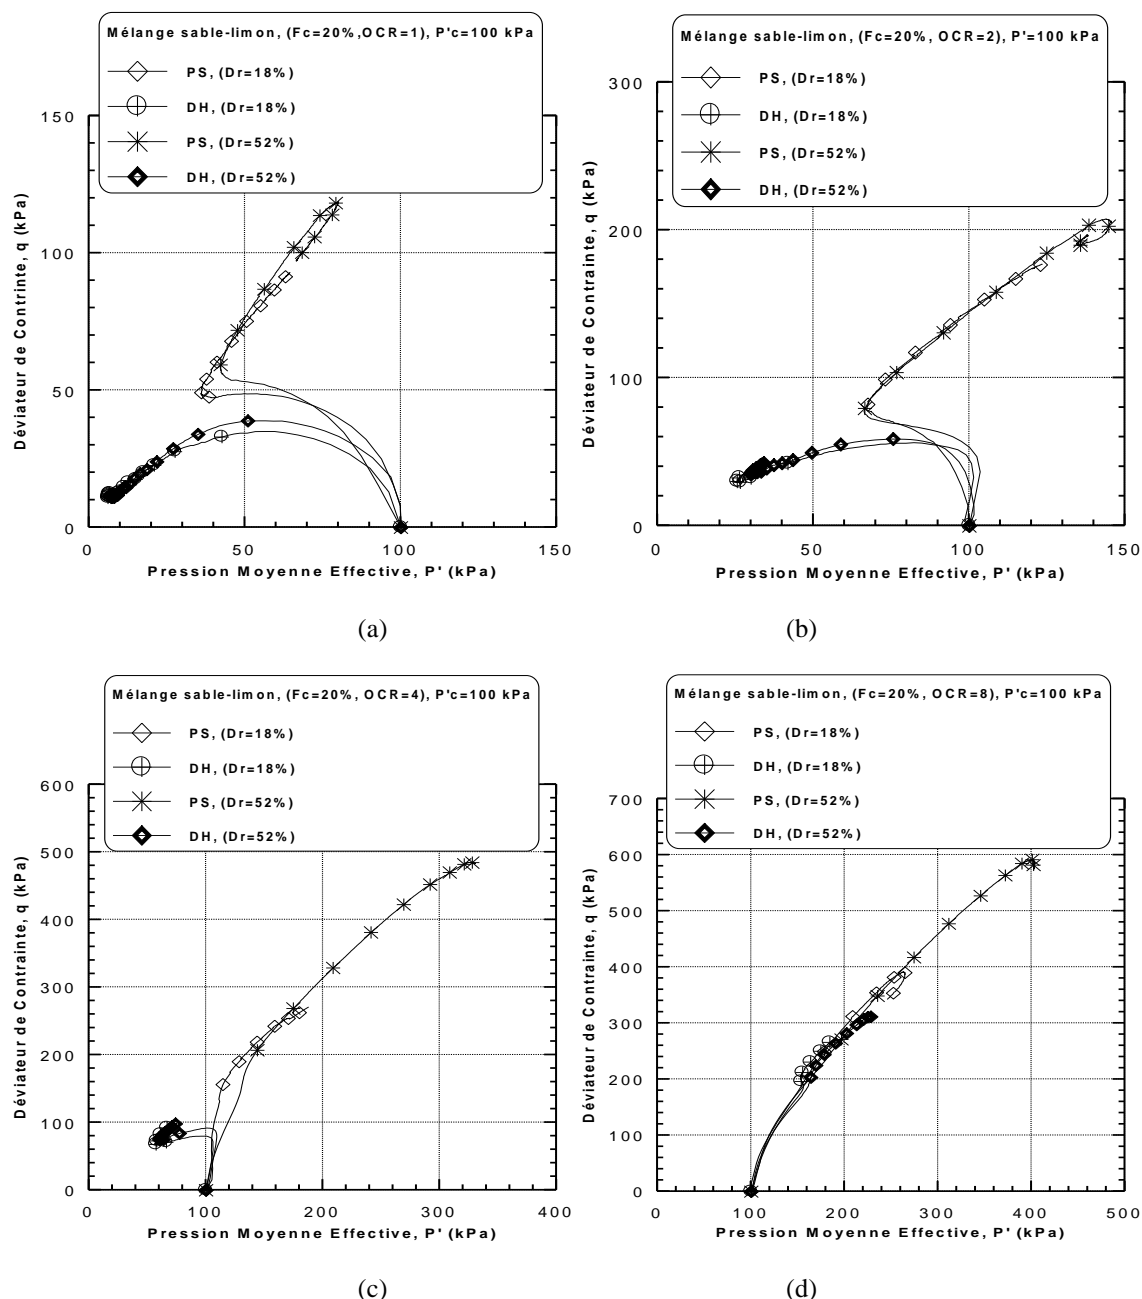 Mélange sable-limon, (Fc=20%,OCR=1), P'c=100 kPa
PS, (Dr=18%)
DH, (Dr=18%)
PS, (Dr=52%)
DH, (Dr=52%)
150
100
50
0
Déviateur de Contrinte, q (kPa)
0 50 100 150
Pression Moyenne Effective, P' (kPa)
(a)
Mélange sable-limon, (Fc=20%, OCR=2), P'=100 kPa
PS, (Dr=18%)
DH, (Dr=18%)
PS, (Dr=52%)
DH, (Dr=52%)
300
200
100
0
Déviateur de Contrainte, q (kPa)
0 50 100 150
Pression Moyenne Effective, P' (kPa)
(b)
Mélange sable-limon, (Fc=20%, OCR=4), P'c=100 kPa
PS, (Dr=18%)
DH, (Dr=18%)
PS, (Dr=52%)
DH, (Dr=52%)
600
500
400
300
200
100
0
Déviateur de Contrainte, q (kPa)
0 100 200 300 400
Pression Moyenne Effective, P' (kPa)
(c)
Mélange sable-limon, (Fc=20%, OCR=8), P'c=100 kPa
PS, (Dr=18%)
DH, (Dr=18%)
PS, (Dr=52%)
DH, (Dr=52%)
700
600
500
400
300
200
100
0
Déviateur de Contrainte, q (kPa)
0 100 200 300 400 500
Pression Moyenne Effective, P' (kPa)
(d)